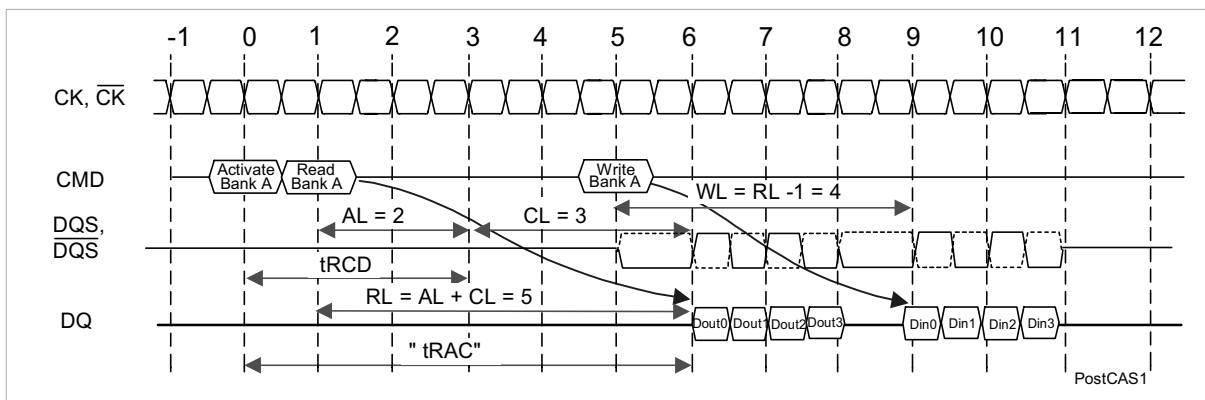 -1 0 1 2 3 4 5 6 7 8 9 10 11 12
CK, CK
CMD
Activate
Bank A
Read
Bank A
Write
Bank A
WL = RL -1 = 4
AL = 2
CL = 3
DQS,
DQS
tRCD
RL = AL + CL = 5
DQ
Dout0 Dout1 Dout2 Dout3
Din0 Din1 Din2 Din3
" tRAC"
PostCAS1